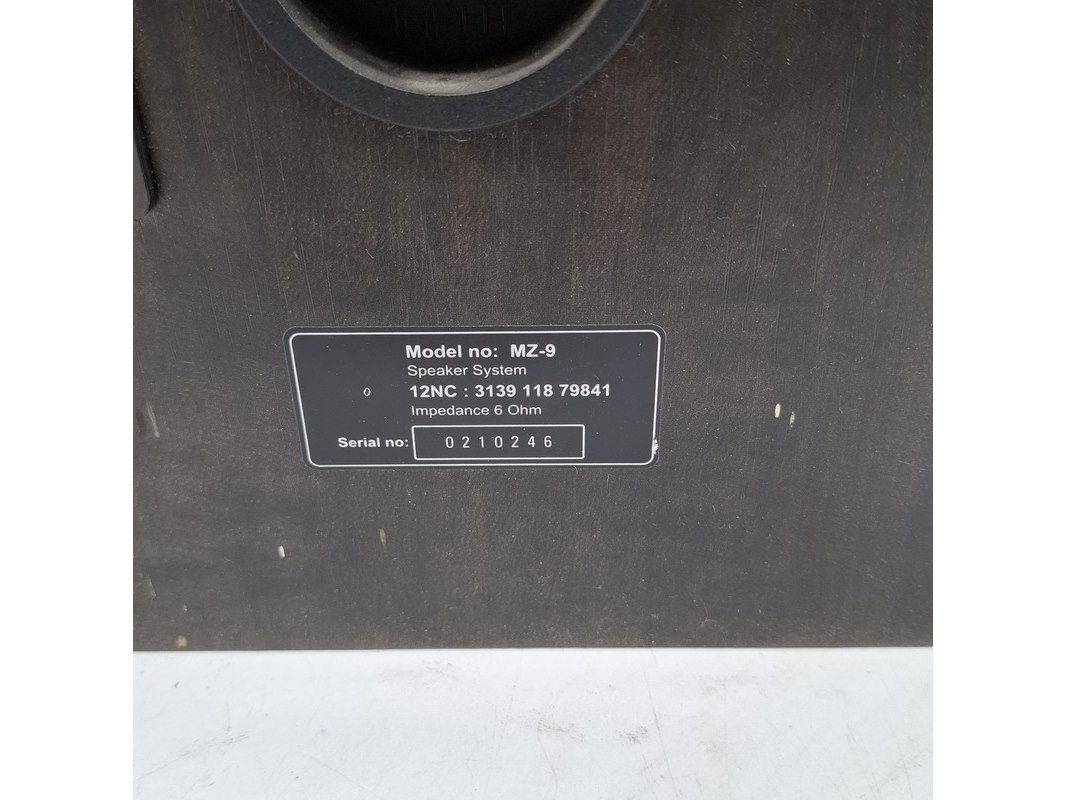 Model no: MZ-9
Speaker System
12NC : 3139 118 79841
Impedance 6 Ohm
Serial no: 0210246